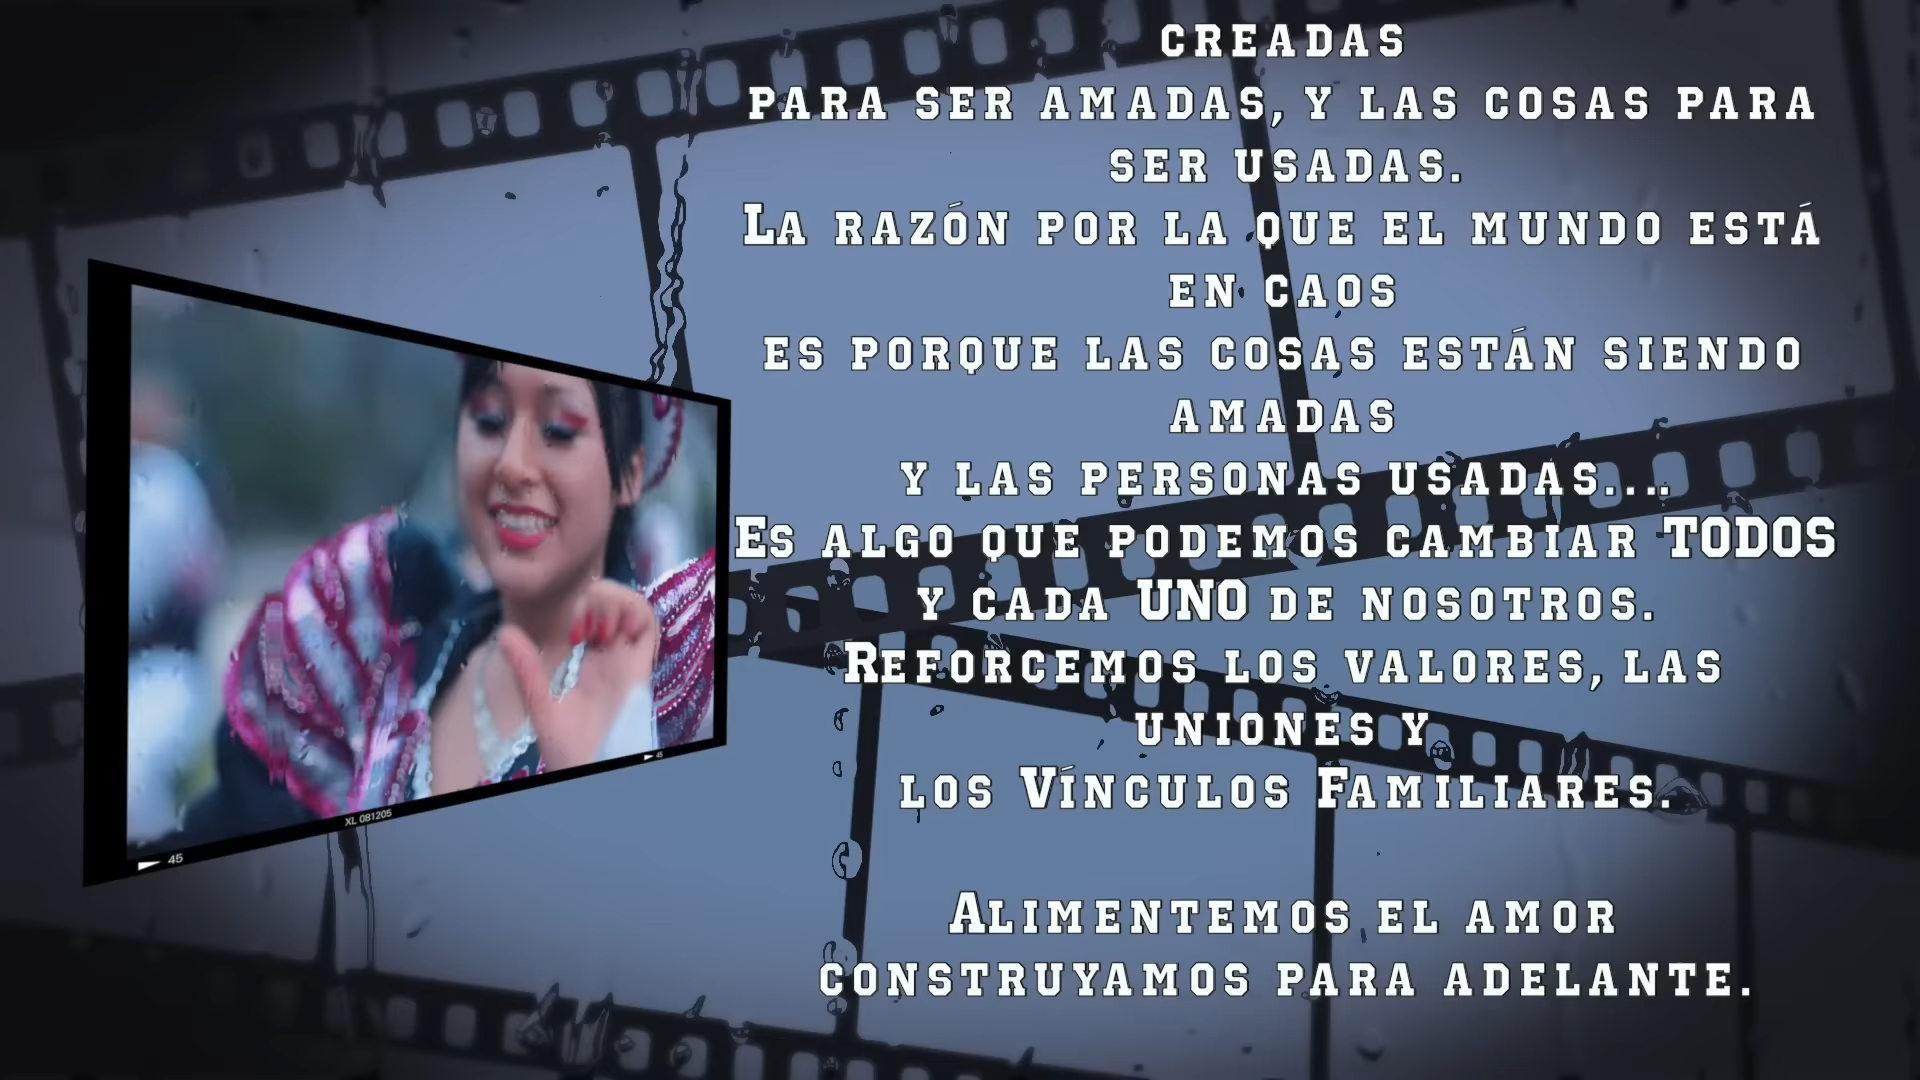 CREADAS
PARA SER AMADAS, Y LAS COSAS PARA
SER USADAS.
LA RAZÓN POR LA QUE EL MUNDO ESTÁ
EN CAOS
ES PORQUE LAS COSAS ESTÁN SIENDO
AMADAS
Y LAS PERSONAS USADAS...
ES ALGO QUE PODEMOS CAMBIAR TODOS
Y CADA UNO DE NOSOTROS.
REFORCEMOS LOS VALORES, LAS
UNIONES Y
LOS VÍNCULOS FAMILIARES.
ALIMENTEMOS EL AMOR
CONSTRUYAMOS PARA ADELANTE.
XL 081205
45
45